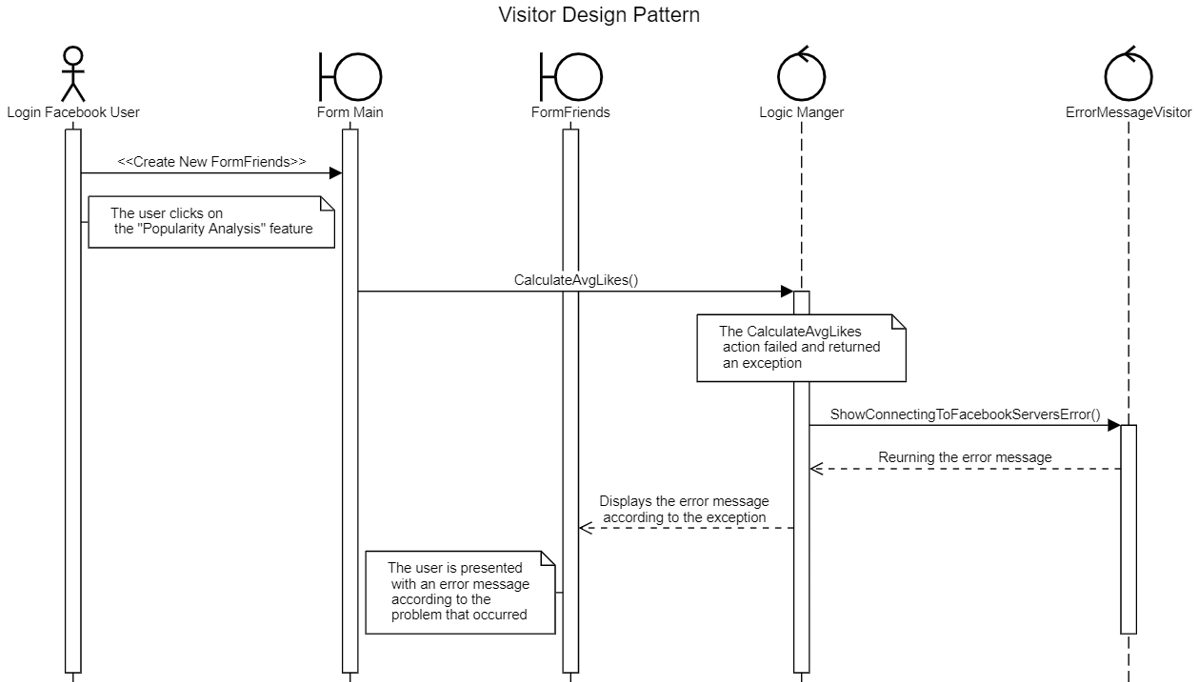 Visitor Design Pattern
Login Facebook User
Form Main
FormFriends
Logic Manger
ErrorMessageVisitor
<<Create New FormFriends>>
The user clicks on
the "Popularity Analysis" feature
CalculateAvgLikes()
The CalculateAvgLikes
action failed and returned
an exception
ShowConnectingToFacebookServersError()
Reurning the error message
Displays the error message
according to the exception
The user is presented
with an error message
according to the
problem that occurred